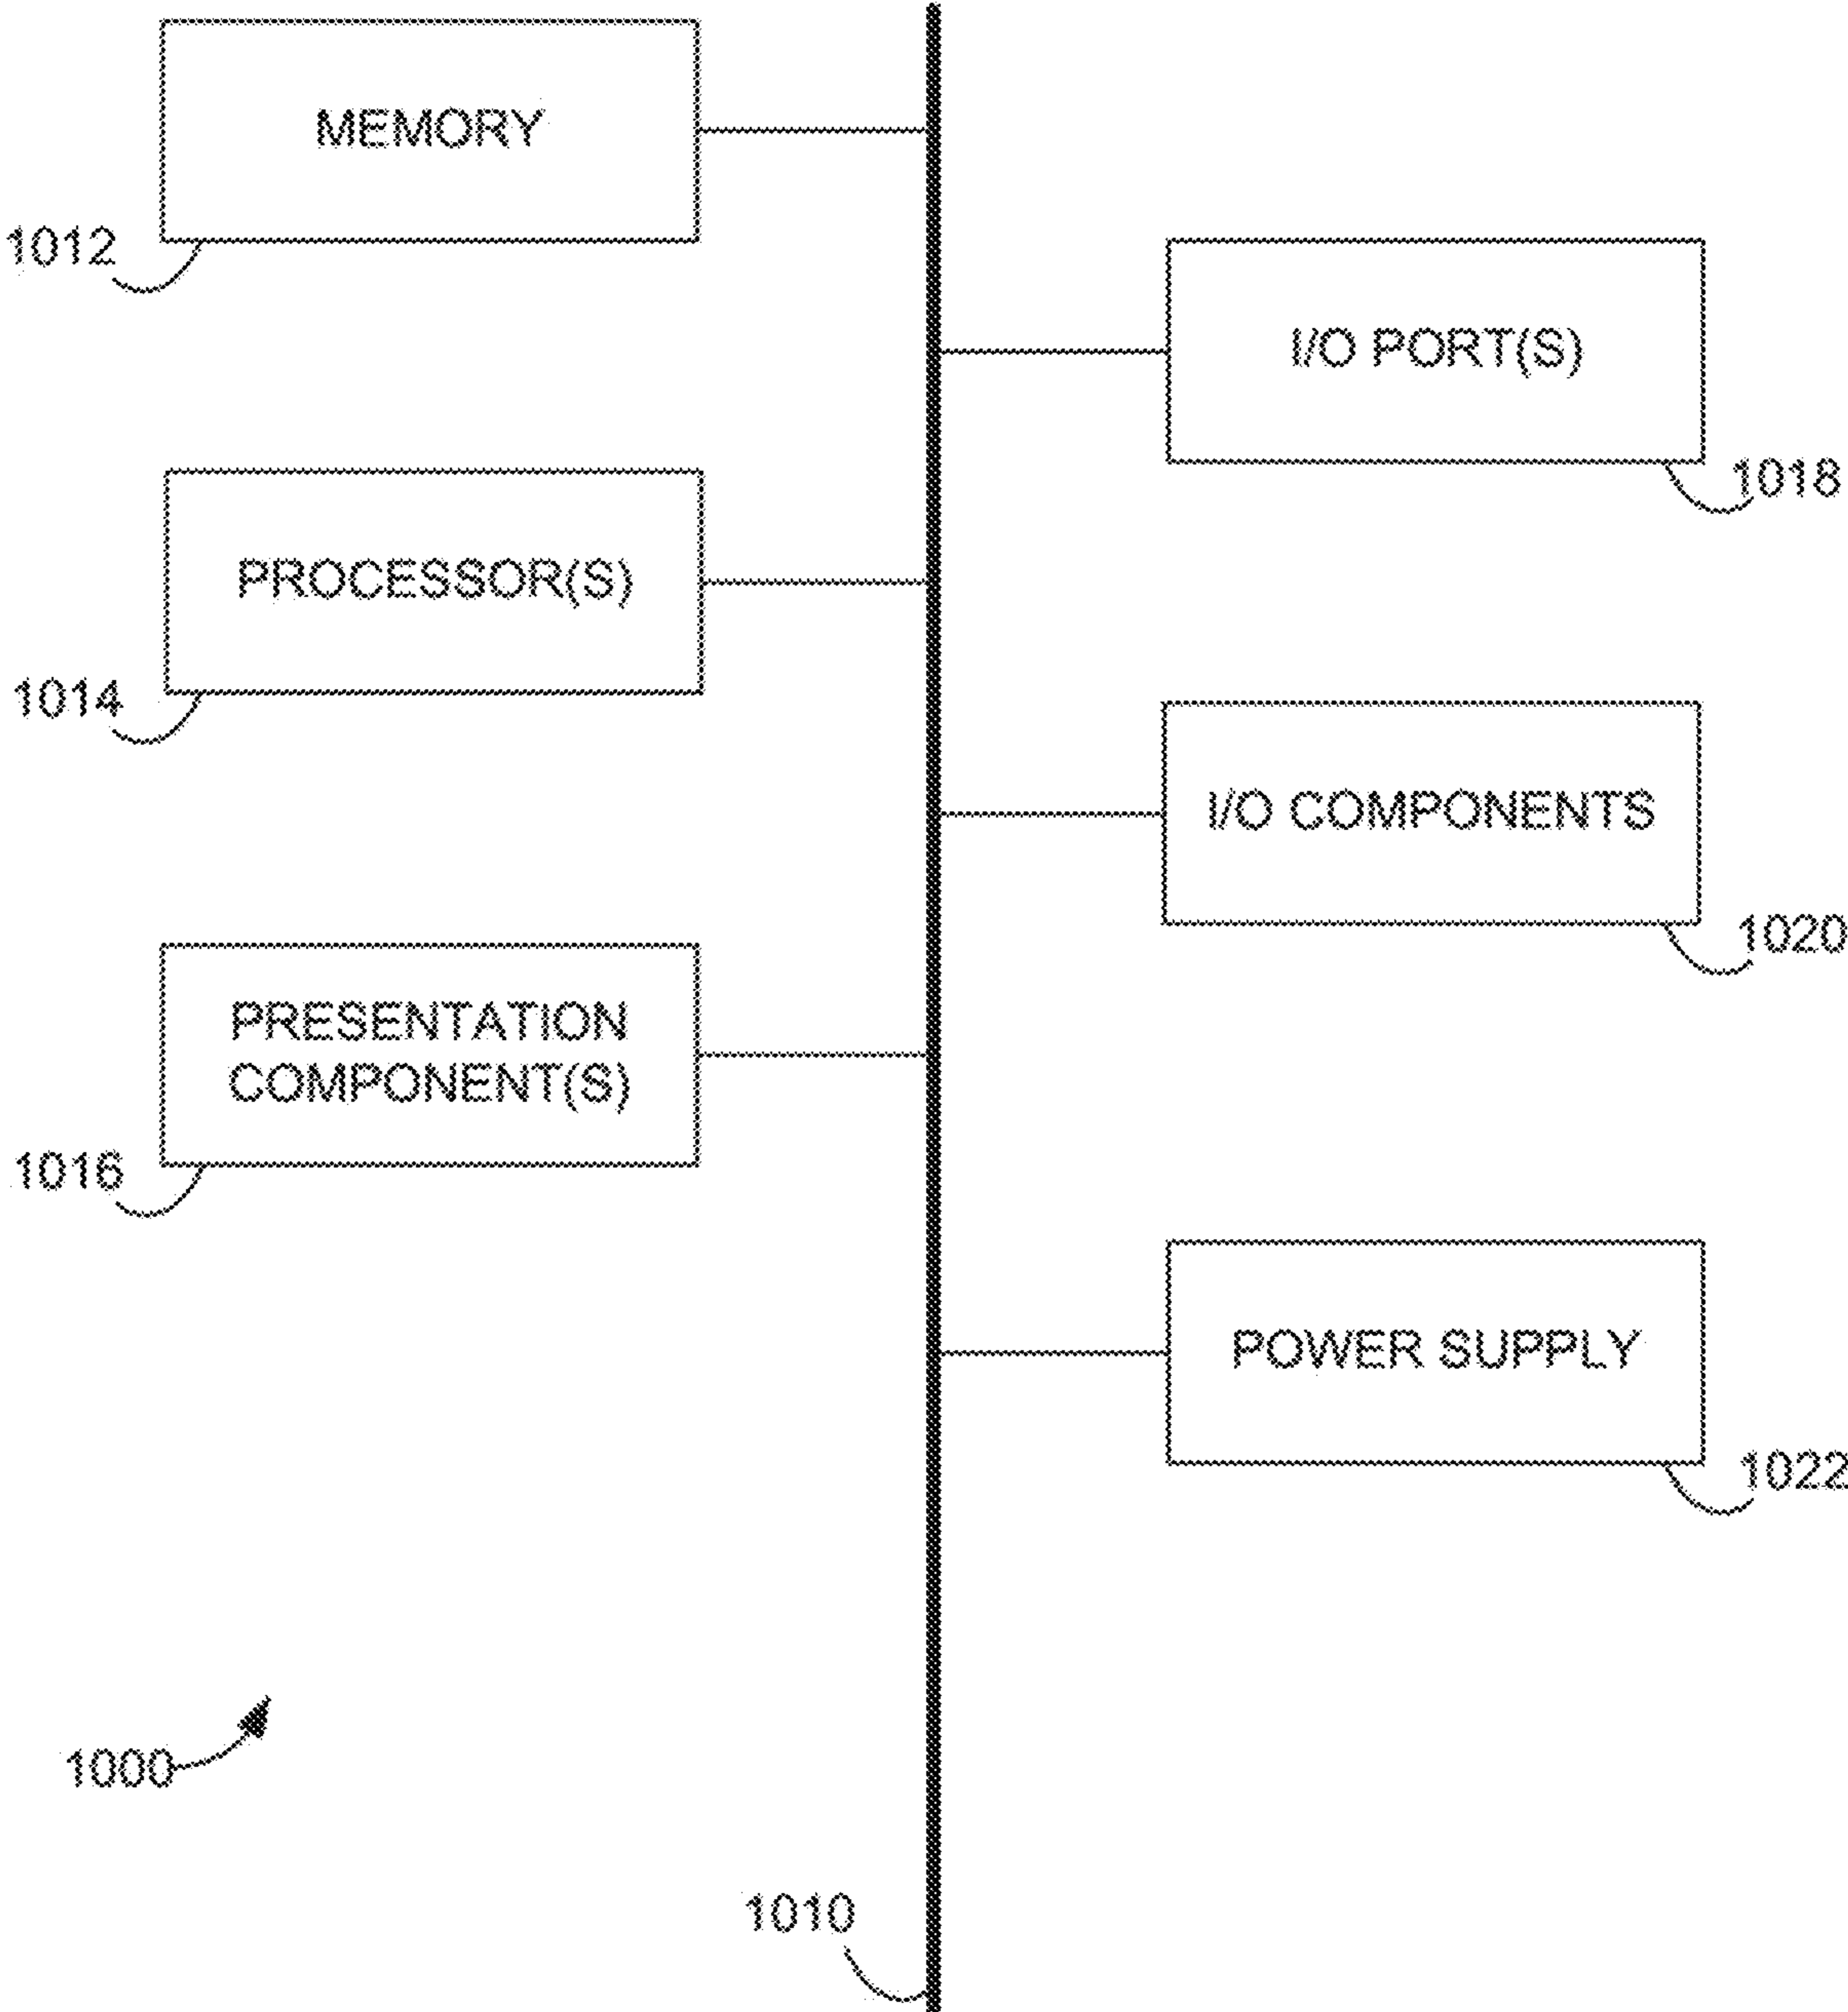 MEMORY
1012
I/O PORT(S)
1018
PROCESSOR(S)
1014
I/O COMPONENTS
1020
PRESENTATION
COMPONENT(S)
1016
POWER SUPPLY
1022
1000
1010